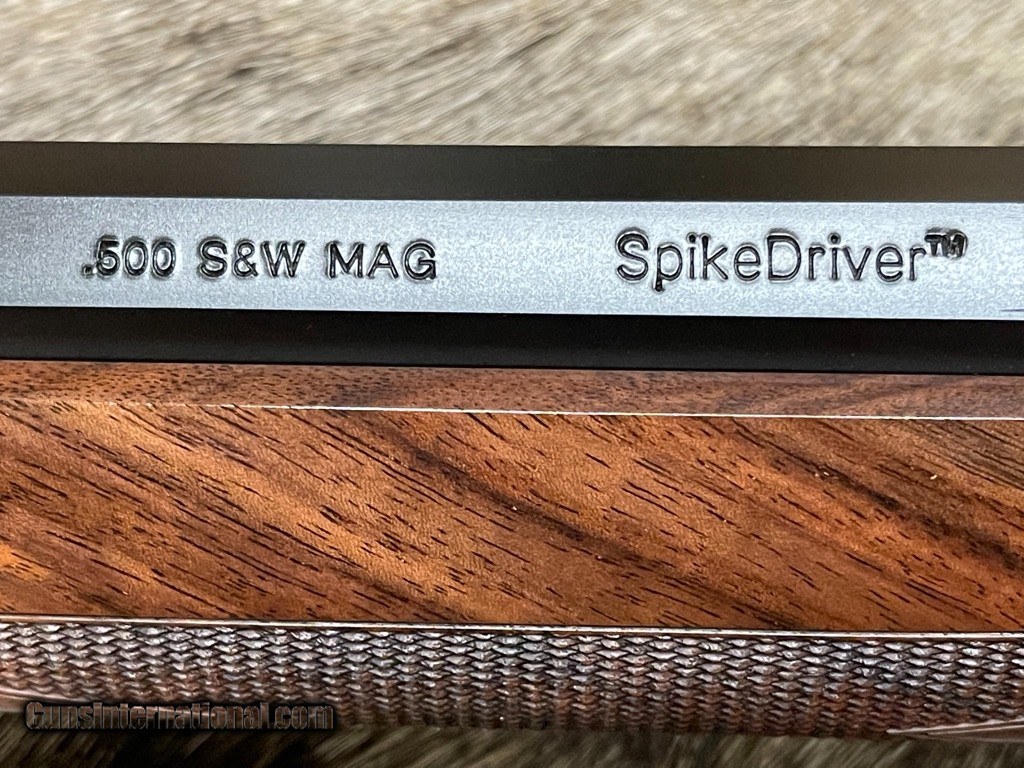 .500 S&W MAG SpikeDriver™
GunsInternational.com